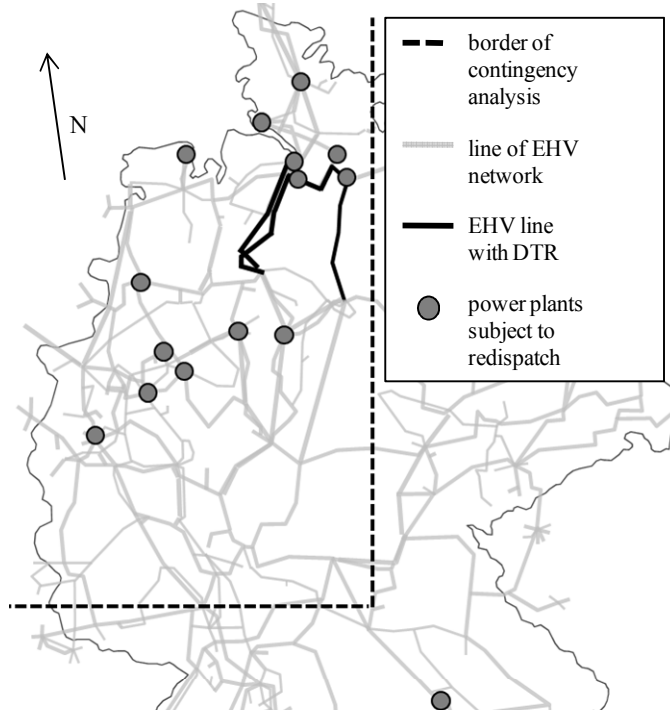 N
border of
contingency
analysis
line of EHV
network
EHV line
with DTR
power plants
subject to
redispatch